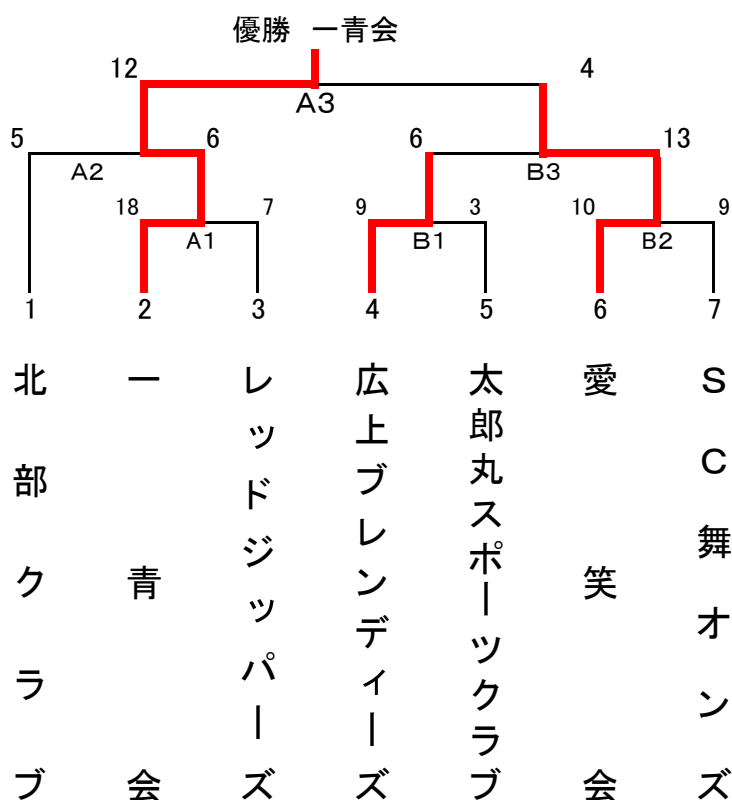 優勝 一青会
12 4
A3
5 6 6 13
A2 B3
18 7 9 3 10 9
A1 B1 B2
1 2 3 4 5 6 7
北部クラブ
一青会
レッドジッパーズ
広上ブレンディーズ
太郎丸スポーツクラブ
愛笑会
SC舞オンズ